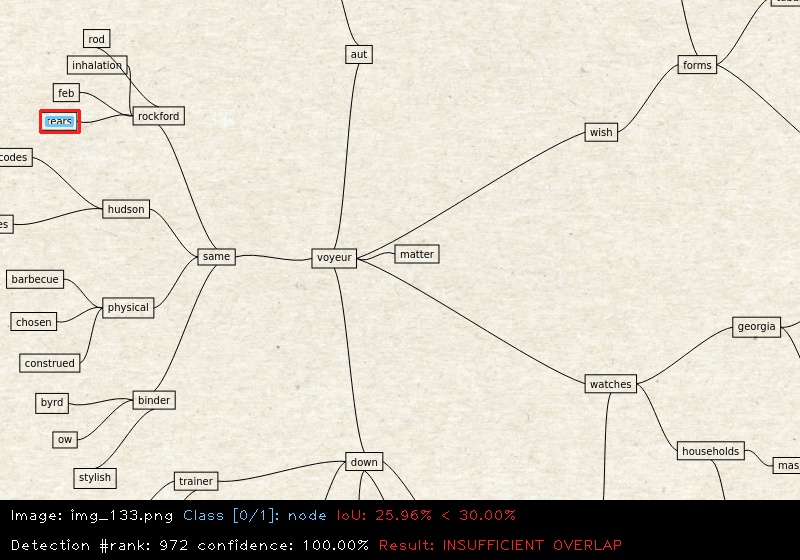 rod
aut
inhalation
forms
feb
rockford
tears
wish
codes
hudson
es
matter
same
voyeur
barbecue
physical
chosen
georgia
construed
watches
byrd
binder
ow
households
down
mas
stylish
trainer
Image: img_133.png Class [0/1]: node IoU: 25.96% < 30.00%
Detection #rank: 972 confidence: 100.00% Result: INSUFFICIENT OVERLAP